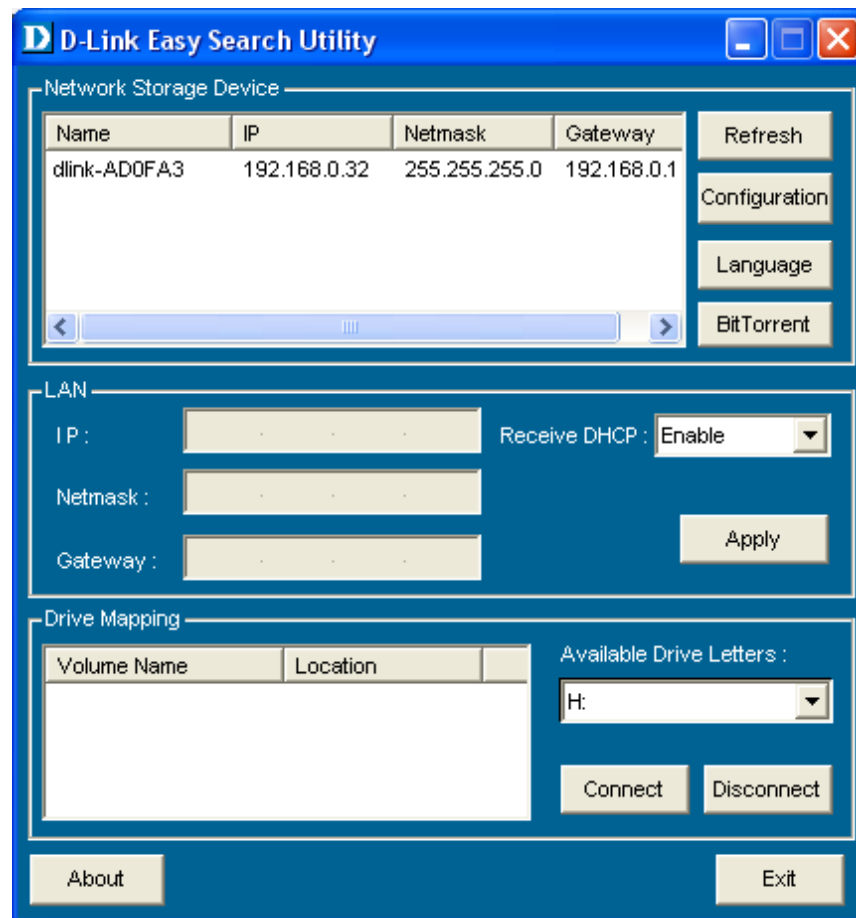 D D-Link Easy Search Utility
Network Storage Device
Name IP Netmask Gateway
dlink-AD0FA3 192.168.0.32 255.255.255.0 192.168.0.1
Refresh
Configuration
Language
BitTorrent
LAN
IP :
Receive DHCP : Enable
Netmask :
Gateway :
Apply
Drive Mapping
Volume Name Location
Available Drive Letters :
H:
Connect Disconnect
About Exit